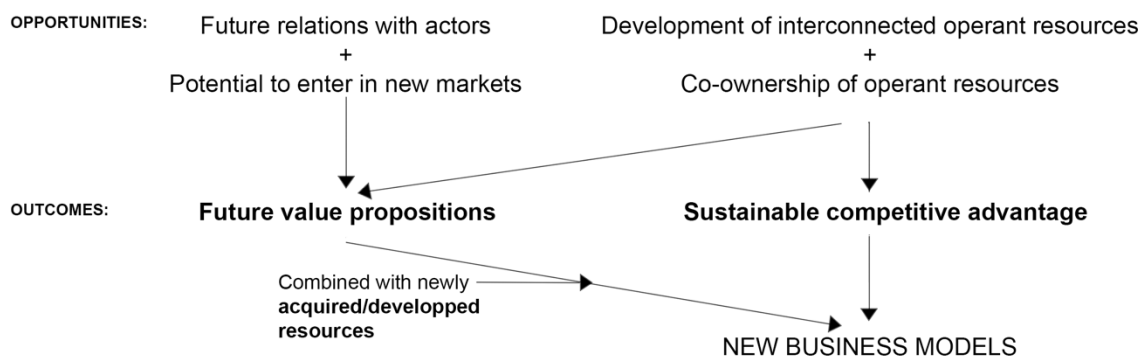 OPPORTUNITIES:
Future relations with actors
+
Potential to enter in new markets
Development of interconnected operant resources
+
Co-ownership of operant resources
OUTCOMES:
Future value propositions
Sustainable competitive advantage
Combined with newly
acquired/developped
resources
NEW BUSINESS MODELS